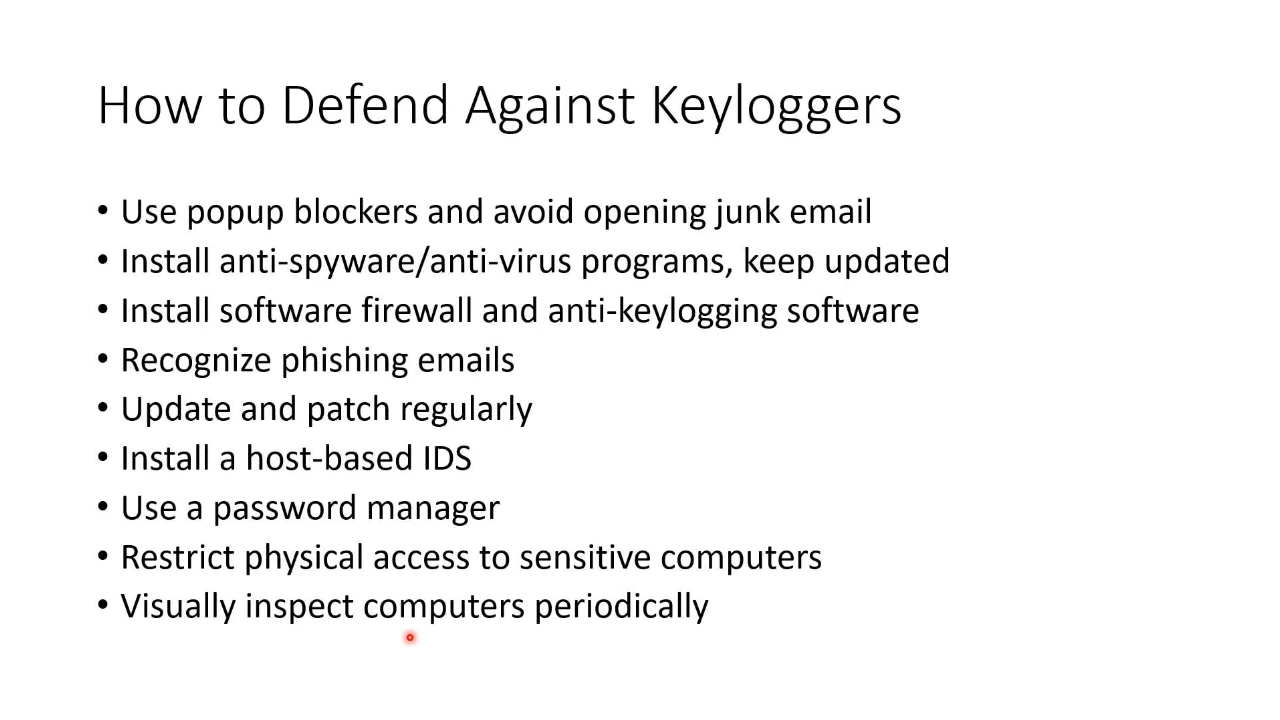 How to Defend Against Keyloggers
• Use popup blockers and avoid opening junk email
• Install anti-spyware/anti-virus programs, keep updated
• Install software firewall and anti-keylogging software
• Recognize phishing emails
• Update and patch regularly
• Install a host-based IDS
• Use a password manager
• Restrict physical access to sensitive computers
• Visually inspect computers periodically